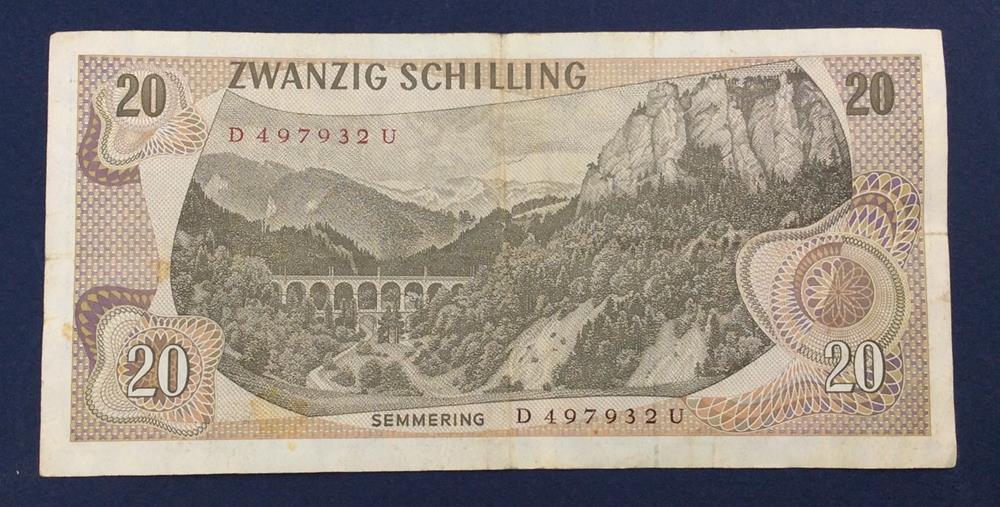 20 ZWANZIG SCHILLING 20
D 497932 U
20 SEMMERING D 497932 U 20